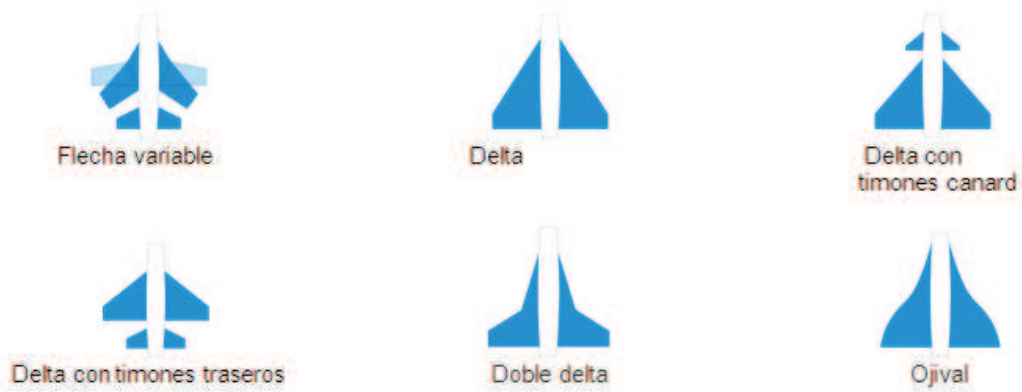 Flecha variable
Delta
Delta con
timones canard
Delta con timones traseros
Doble delta
Ojival